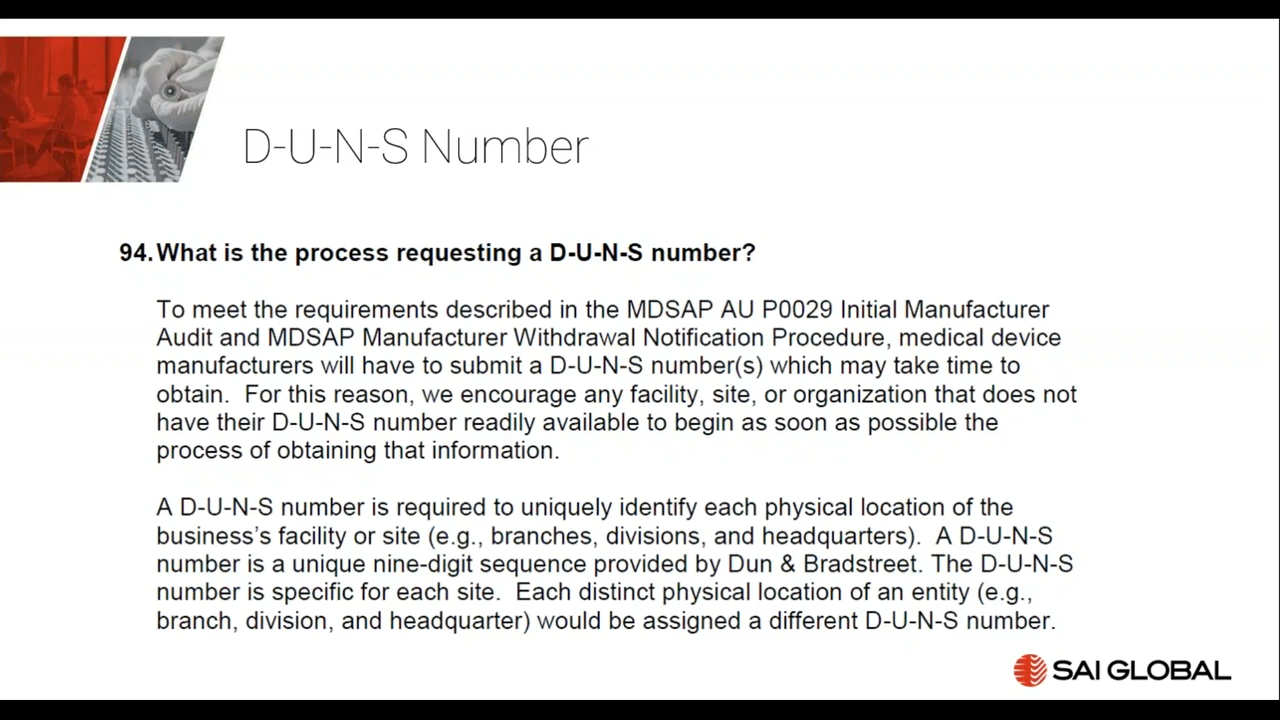 D-U-N-S Number
94. What is the process requesting a D-U-N-S number?
To meet the requirements described in the MDSAP AU P0029 Initial Manufacturer
Audit and MDSAP Manufacturer Withdrawal Notification Procedure, medical device
manufacturers will have to submit a D-U-N-S number(s) which may take time to
obtain.  For this reason, we encourage any facility, site, or organization that does not
have their D-U-N-S number readily available to begin as soon as possible the
process of obtaining that information.
A D-U-N-S number is required to uniquely identify each physical location of the
business's facility or site (e.g., branches, divisions, and headquarters).  A D-U-N-S
number is a unique nine-digit sequence provided by Dun & Bradstreet. The D-U-N-S
number is specific for each site.  Each distinct physical location of an entity (e.g.,
branch, division, and headquarter) would be assigned a different D-U-N-S number.
SAI GLOBAL